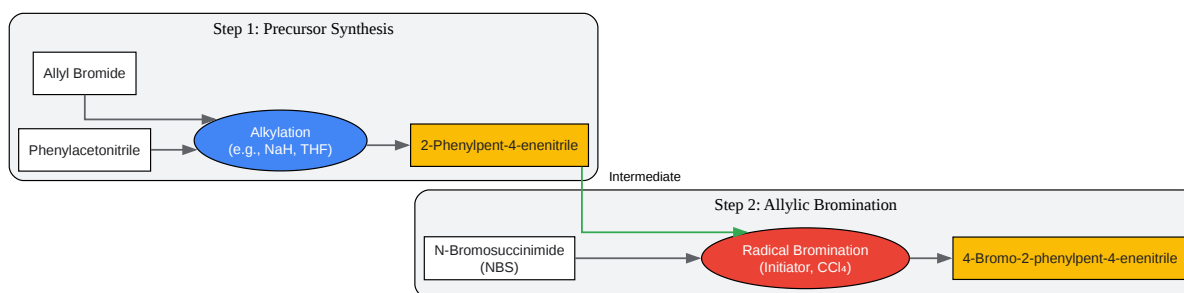 Step 1: Precursor Synthesis
Allyl Bromide
Phenylacetonitrile
Alkylation
(e.g., NaH, THF)
2-Phenylpent-4-enenitrile
Intermediate
Step 2: Allylic Bromination
N-Bromosuccinimide
(NBS)
Radical Bromination
(Initiator, CCl₄)
4-Bromo-2-phenylpent-4-enenitrile